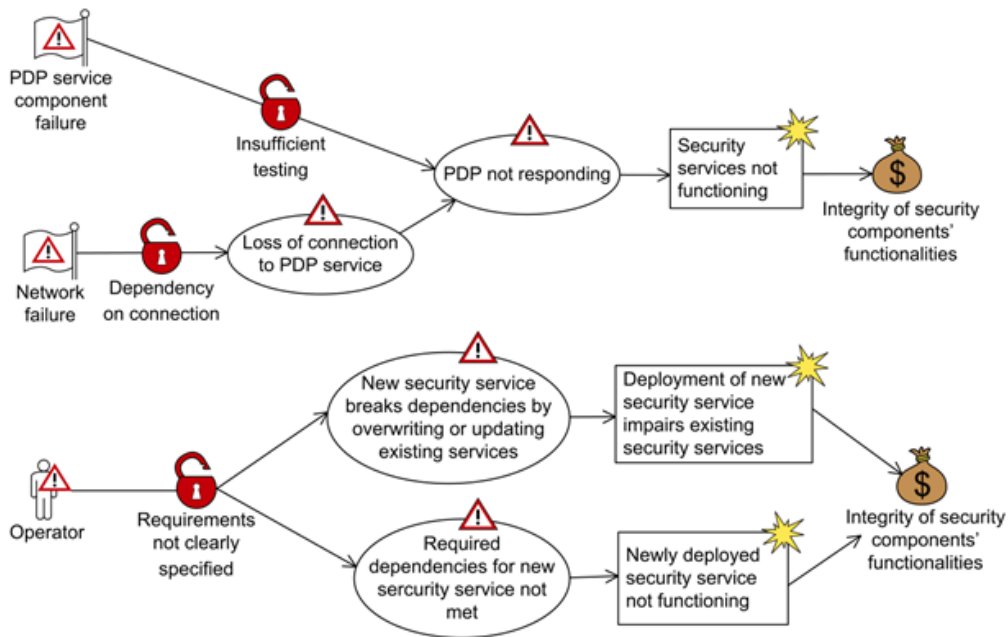 PDP service
component
failure
Insufficient
testing
PDP not responding
Security
services not
functioning
$
Integrity of security
components'
functionalities
Loss of connection
to PDP service
Network
failure
Dependency
on connection
New security service
breaks dependencies by
overwriting or updating
existing services
Deployment of new
security service
impairs existing
security services
Operator
Requirements
not clearly
specified
$
Integrity of security
components'
functionalities
Required
dependencies for new
sercurity service not
met
Newly deployed
security service
not functioning